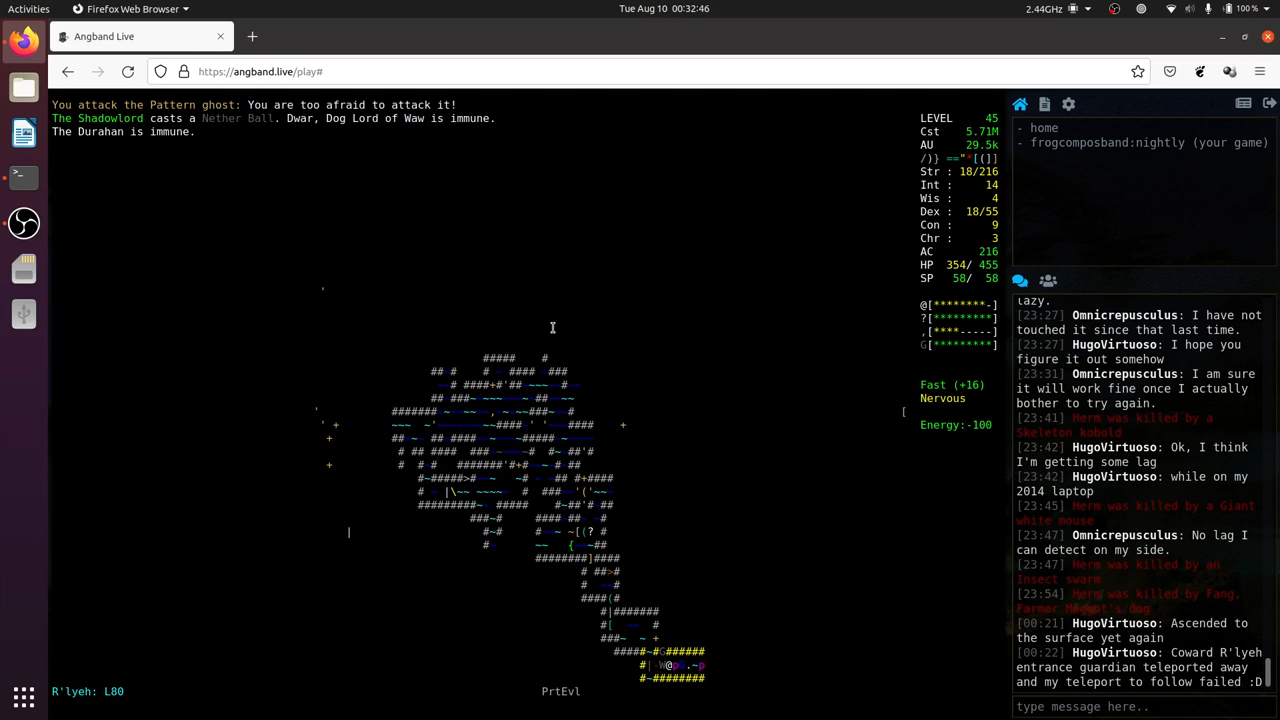 Activities
Firefox Web Browser
Tue Aug 10 00:32:46
2.44GHz
100 %
Angband Live
https://angband.live/play#
You attack the Pattern ghost: You are too afraid to attack it!
The Shadowlord casts a Nether Ball. Dwar, Dog Lord of Waw is immune.
The Durahan is immune.
LEVEL 45
Cst 5.71M
AU 29.5k
/)} =="*[(]]
Str : 18/216
Int : 14
Wis : 4
Dex : 18/55
Con : 9
Chr : 3
AC 216
HP 354/ 455
SP 58/ 58
@[********-]
?[*********]
,[****-----]
G[*********]
Fast (+16)
Nervous
Energy:-100
R'lyeh: L80
PrtEvl
- home
- frogcomposband:nightly (your game)
lazy.
[23:27] Omnicrepusculus: I have not
touched it since that last time.
[23:27] HugoVirtuoso: I hope you
figure it out somehow
[23:31] Omnicrepusculus: I am sure
it will work fine once I actually
bother to try again.
[23:41] Herm was killed by a
Skeleton kobold
[23:42] HugoVirtuoso: Ok, I think
I'm getting some lag
[23:42] HugoVirtuoso: while on my
2014 laptop
[23:45] Herm was killed by a Giant
white mouse
[23:47] Omnicrepusculus: No lag I
can detect on my side.
[23:47] Herm was killed by an
Insect swarm
[23:54] Herm was killed by Fang,
Farmer Maggot's dog
[00:21] HugoVirtuoso: Ascended to
the surface yet again
[00:22] HugoVirtuoso: Coward R'lyeh
entrance guardian teleported away
and my teleport to follow failed :D
type message here..